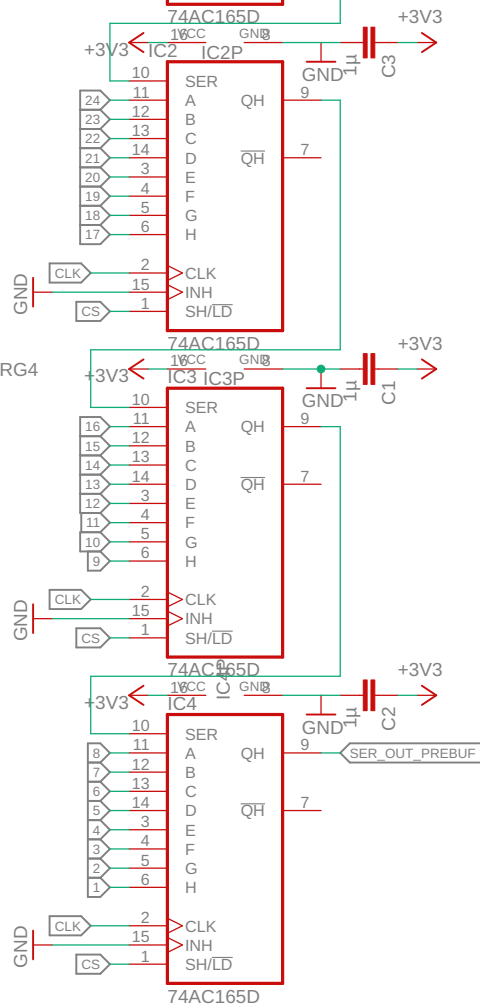 74AC165D
+3V3 16 VCC GND 8 +3V3
IC2 IC2P GND 1µ C3
10 SER
24 11 A QH 9
23 12 B
22 13 C
21 14 D QH 7
20 3 E
19 4 F
18 5 G
17 6 H
CLK 2 CLK
GND 15 INH
CS 1 SH/LD
74AC165D
RG4 +3V3 16 VCC GND 8 +3V3
IC3 IC3P GND 1µ C1
10 SER
16 11 A QH 9
15 12 B
14 13 C
13 14 D QH 7
12 3 E
11 4 F
10 5 G
9 6 H
CLK 2 CLK
GND 15 INH
CS 1 SH/LD
74AC165D
+3V3 16 VCC IC4P GND 8 +3V3
IC4 GND 1µ C2
10 SER
8 11 A QH 9 SER_OUT_PREBUF
7 12 B
6 13 C
5 14 D QH 7
4 3 E
3 4 F
2 5 G
1 6 H
CLK 2 CLK
GND 15 INH
CS 1 SH/LD
74AC165D